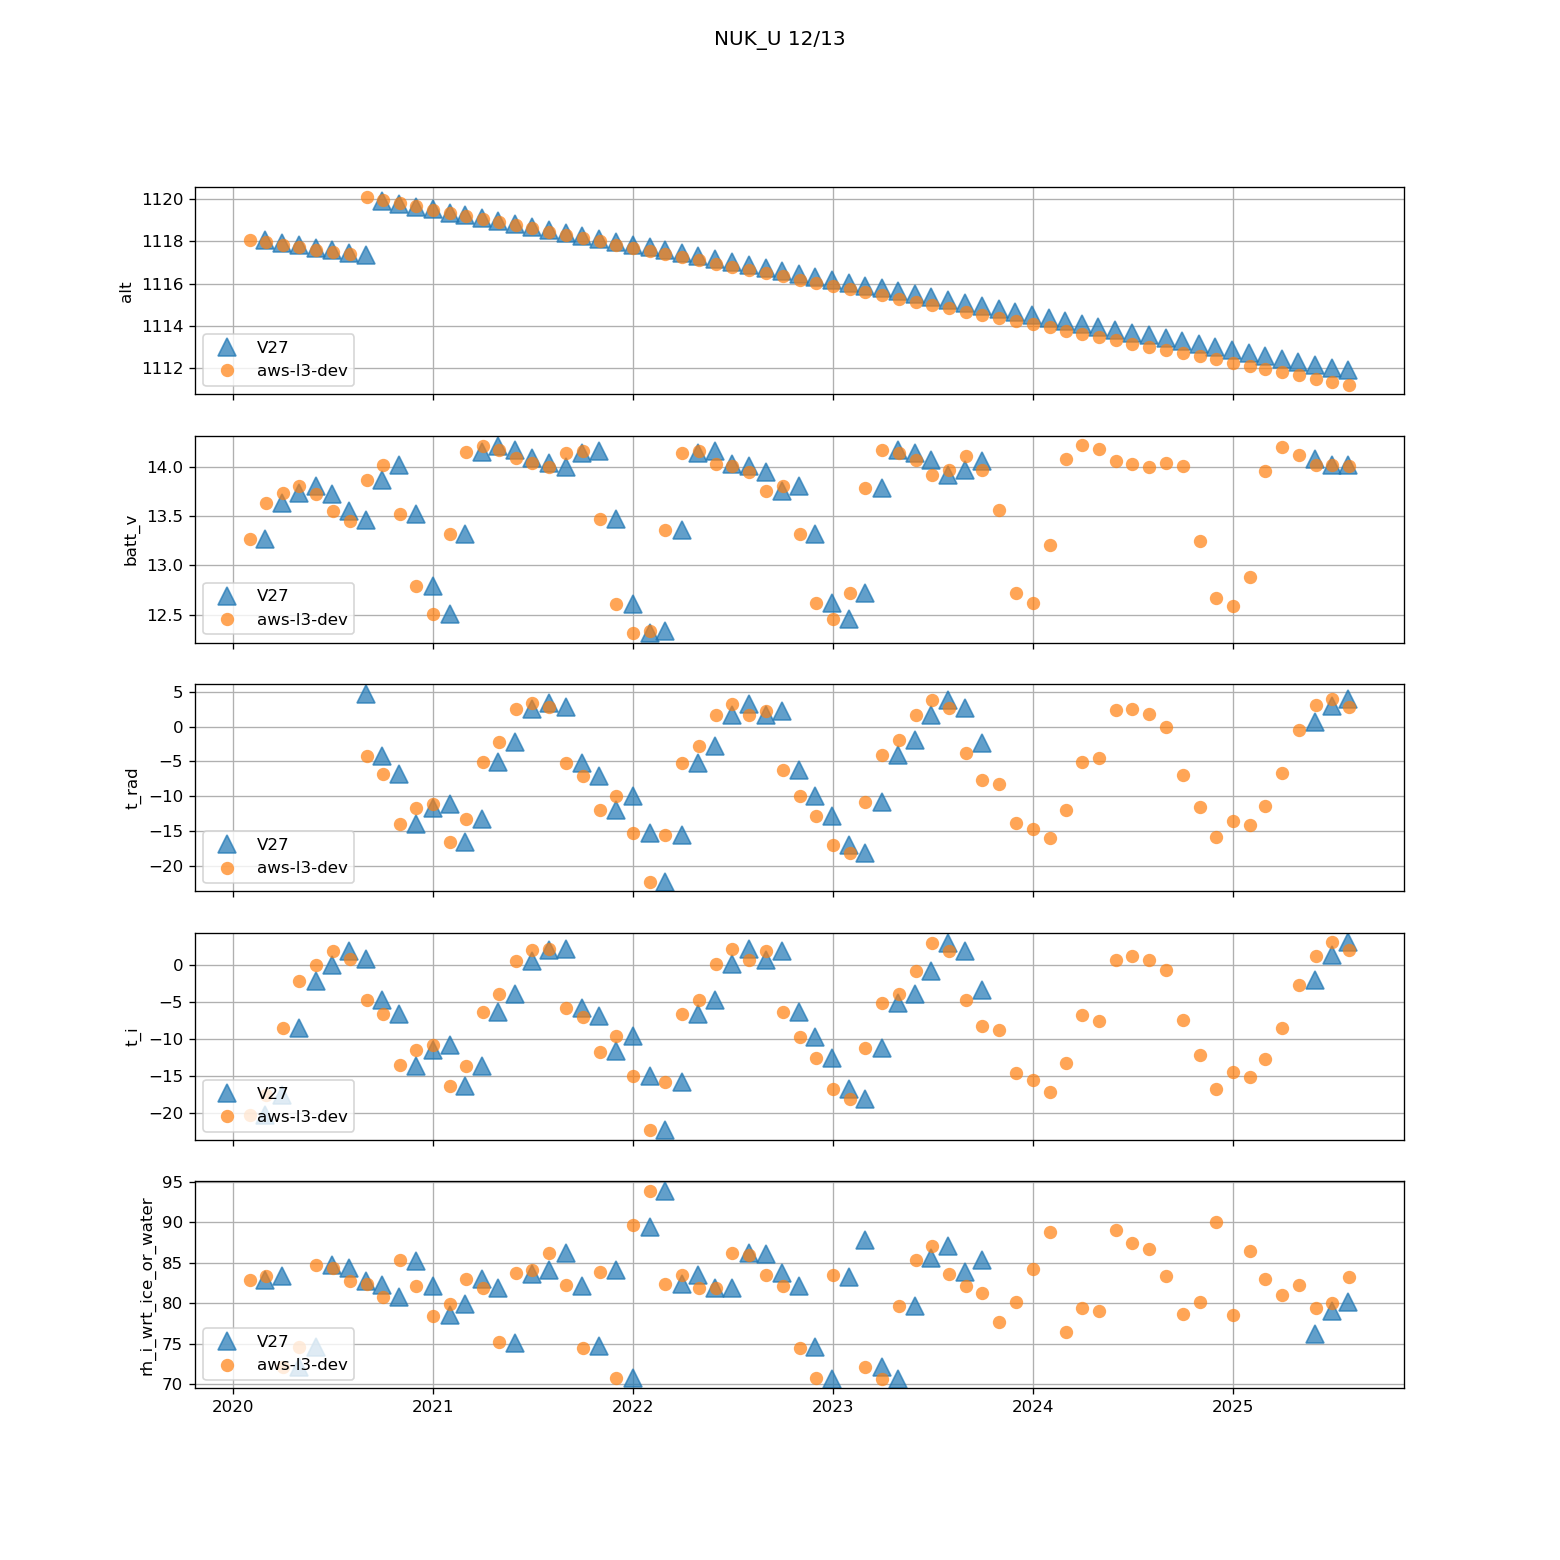 NUK_U 12/13
1120
1118
1116
1114
1112
alt
V27
aws-l3-dev
14.0
13.5
13.0
12.5
batt_v
V27
aws-l3-dev
5
0
−5
−10
−15
−20
t_rad
V27
aws-l3-dev
0
−5
−10
−15
−20
t_i
V27
aws-l3-dev
95
90
85
80
75
70
rh_i_wrt_ice_or_water
V27
aws-l3-dev
2020 2021 2022 2023 2024 2025